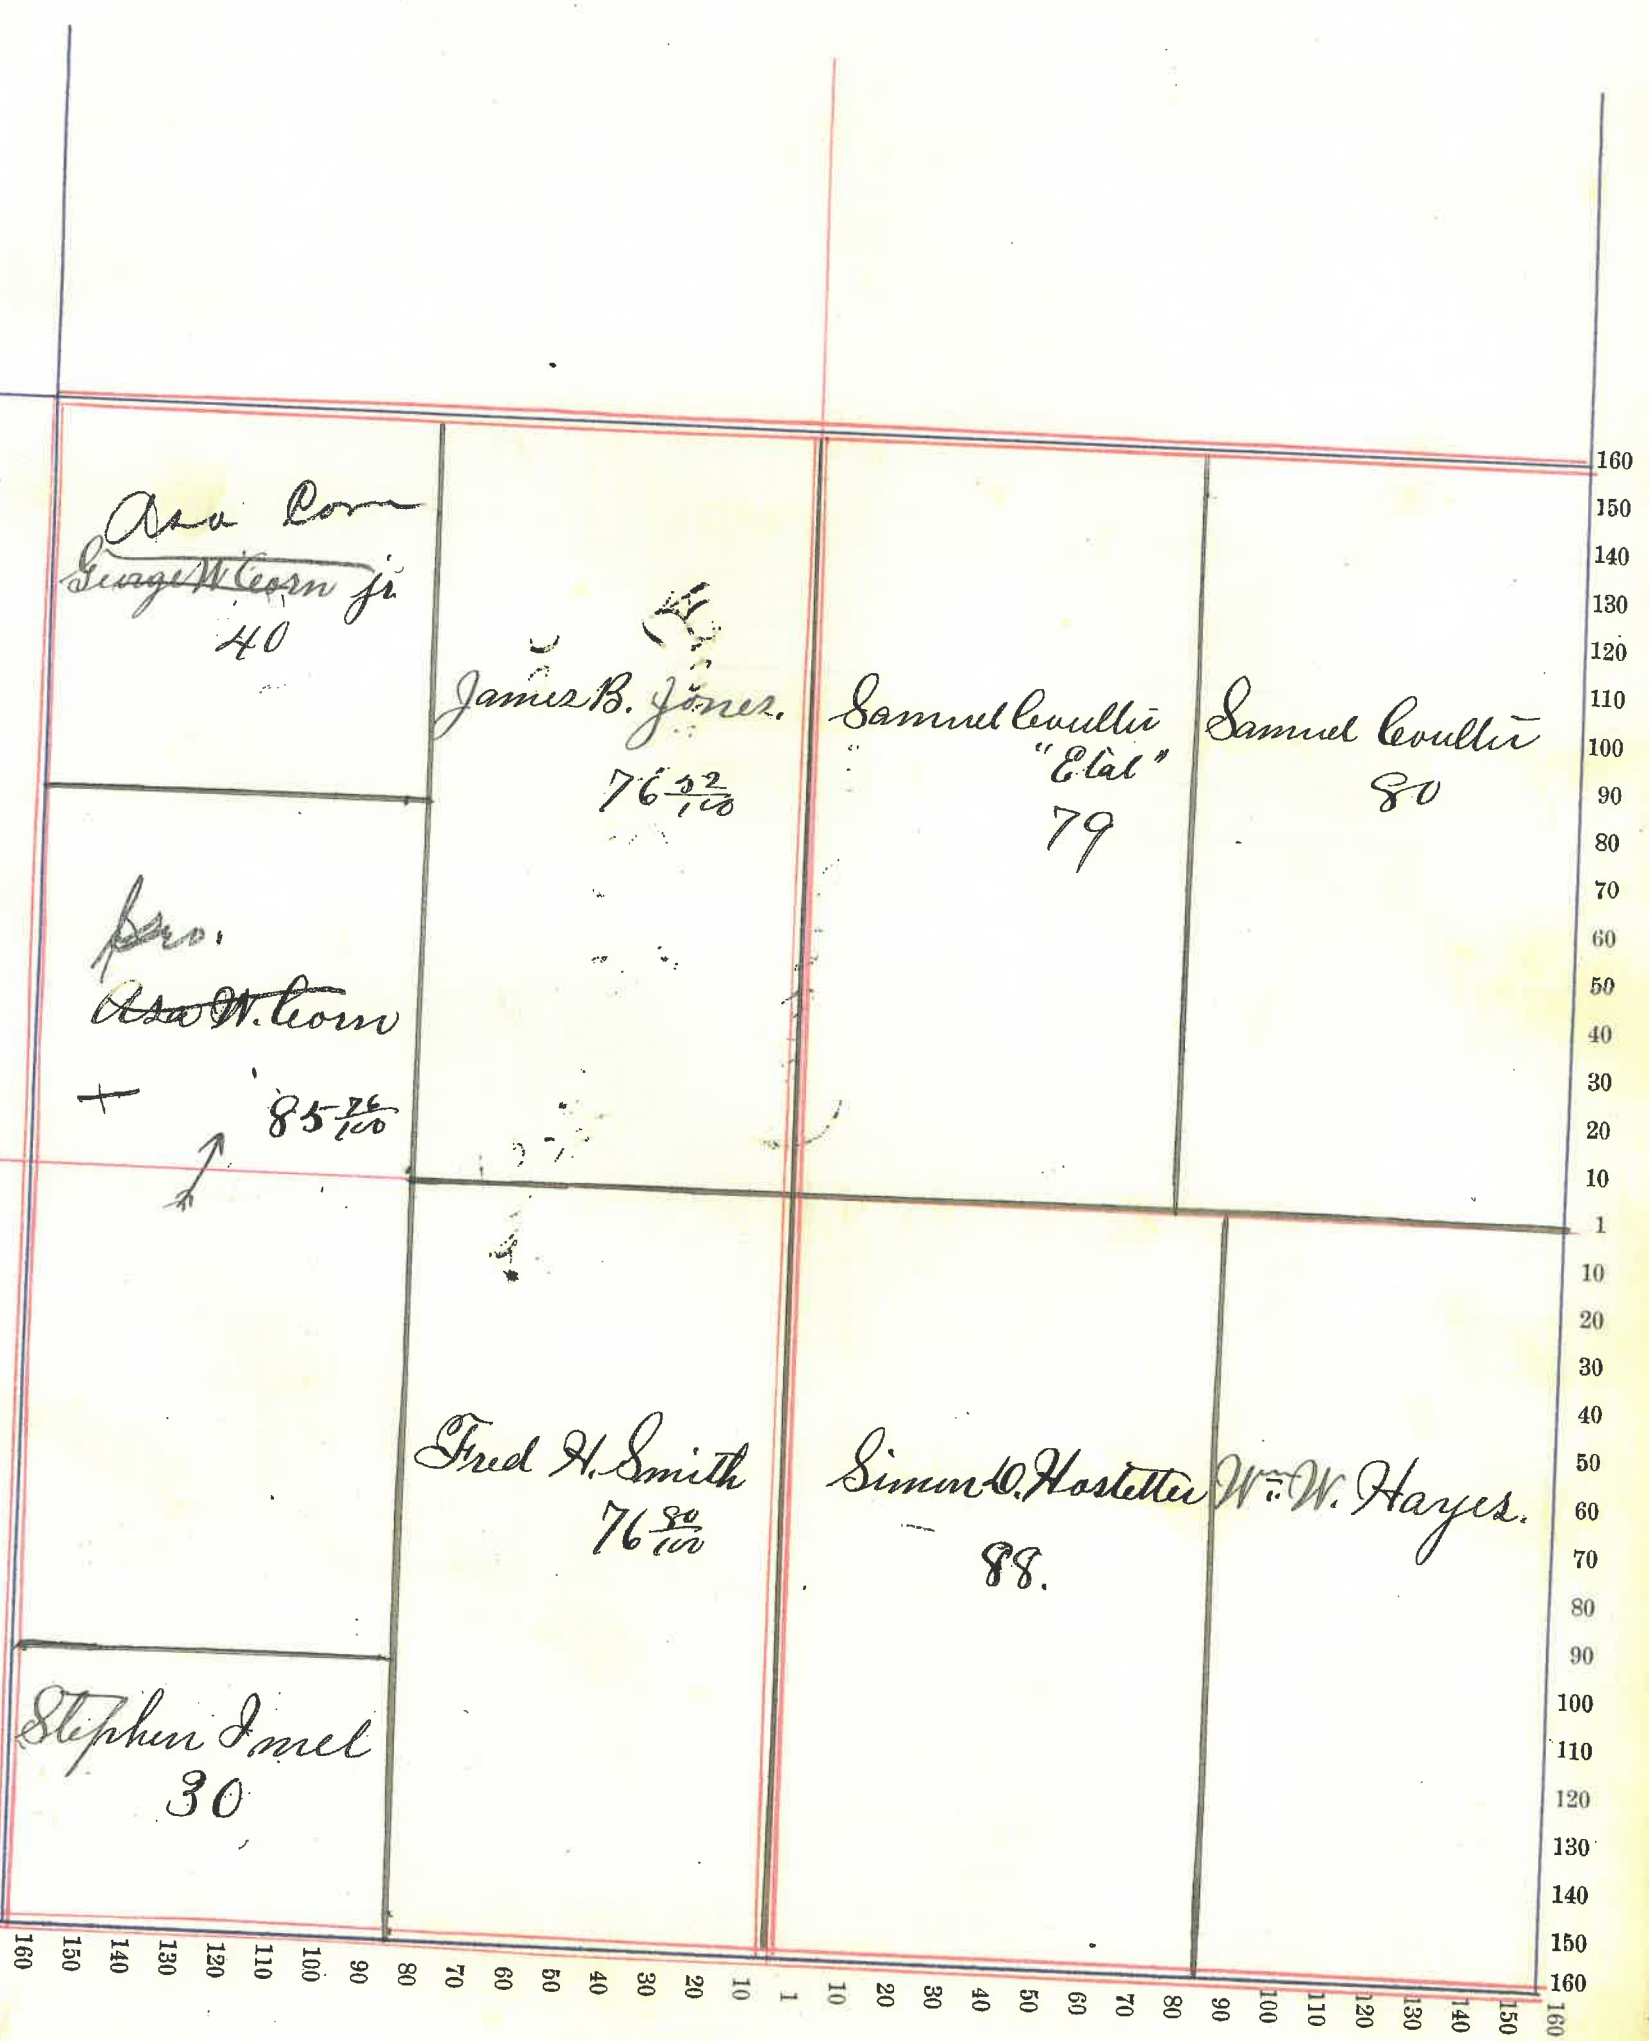 Asa Corn
George W. Corn jr
40
James B. Jones.
76 52/100
Samuel Coulter
"Etal"
79
Samuel Coulter
80
Geo.
Asa W. Corn
+ 85 76/100
Fred H. Smith
76 80/100
Simon D. Hostetter
88.
Wm. W. Hayes.
Stephen Imel
30
160
150
140
130
120
110
100
90
80
70
60
50
40
30
20
10
1
10
20
30
40
50
60
70
80
90
100
110
120
130
140
150
160
160 150 140 130 120 110 100 90 80 70 60 50 40 30 20 10 1 10 20 30 40 50 60 70 80 90 100 110 120 130 140 150 160